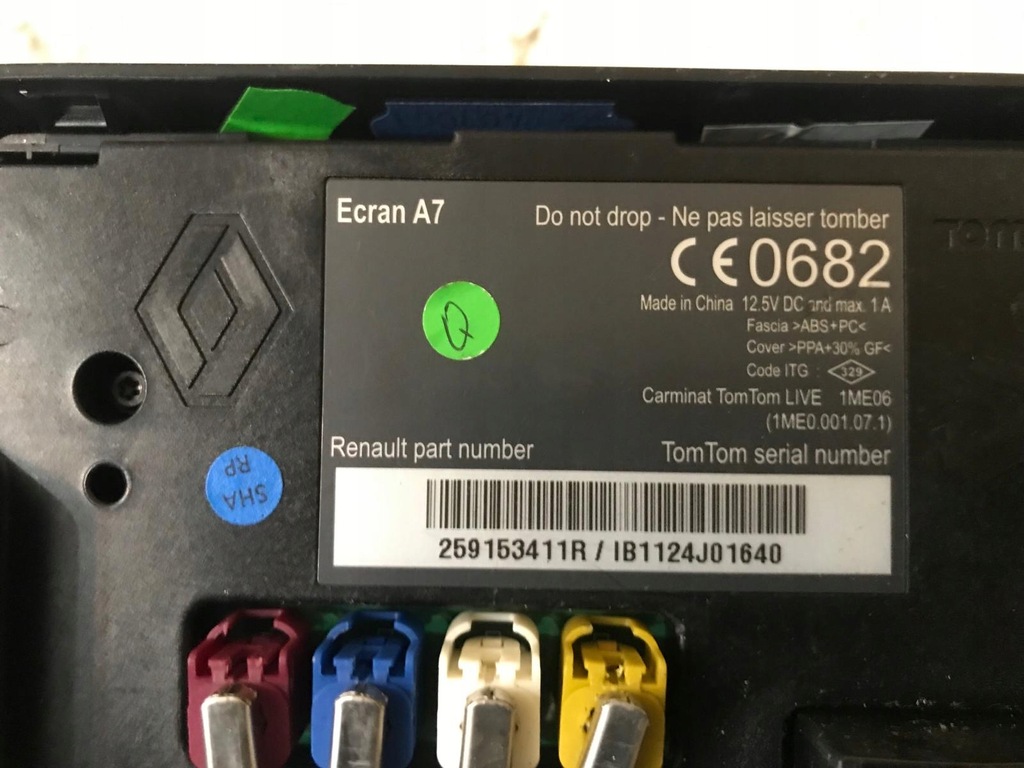 Ecran A7
Do not drop - Ne pas laisser tomber
CE 0682
Made in China 12.5V DC and max. 1 A
Fascia >ABS+PC<
Cover >PPA+30% GF<
Code ITG 329
Carminat TomTom LIVE 1ME06
(1ME0.001.07.1)
Renault part number
TomTom serial number
259153411R / IB1124J01640
Q
SHA
RP
TOMT